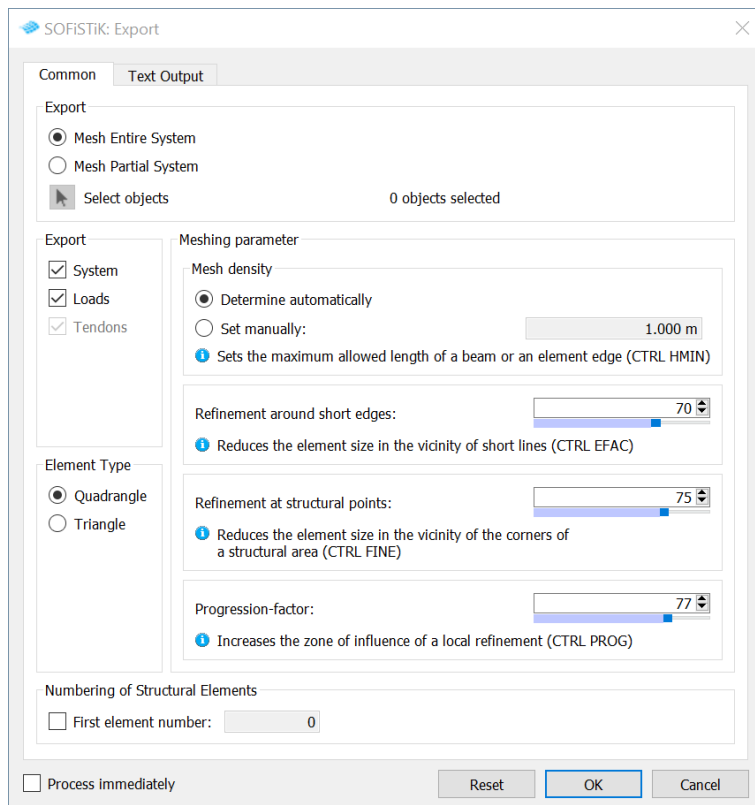 SOFiSTiK: Export
Common
Text Output
Export
Mesh Entire System
Mesh Partial System
Select objects
0 objects selected
Export
System
Loads
Tendons
Meshing parameter
Mesh density
Determine automatically
Set manually:
1.000 m
Sets the maximum allowed length of a beam or an element edge (CTRL HMIN)
Refinement around short edges:
70
Reduces the element size in the vicinity of short lines (CTRL EFAC)
Element Type
Quadrangle
Triangle
Refinement at structural points:
75
Reduces the element size in the vicinity of the corners of
a structural area (CTRL FINE)
Progression-factor:
77
Increases the zone of influence of a local refinement (CTRL PROG)
Numbering of Structural Elements
First element number:
0
Process immediately
Reset
OK
Cancel